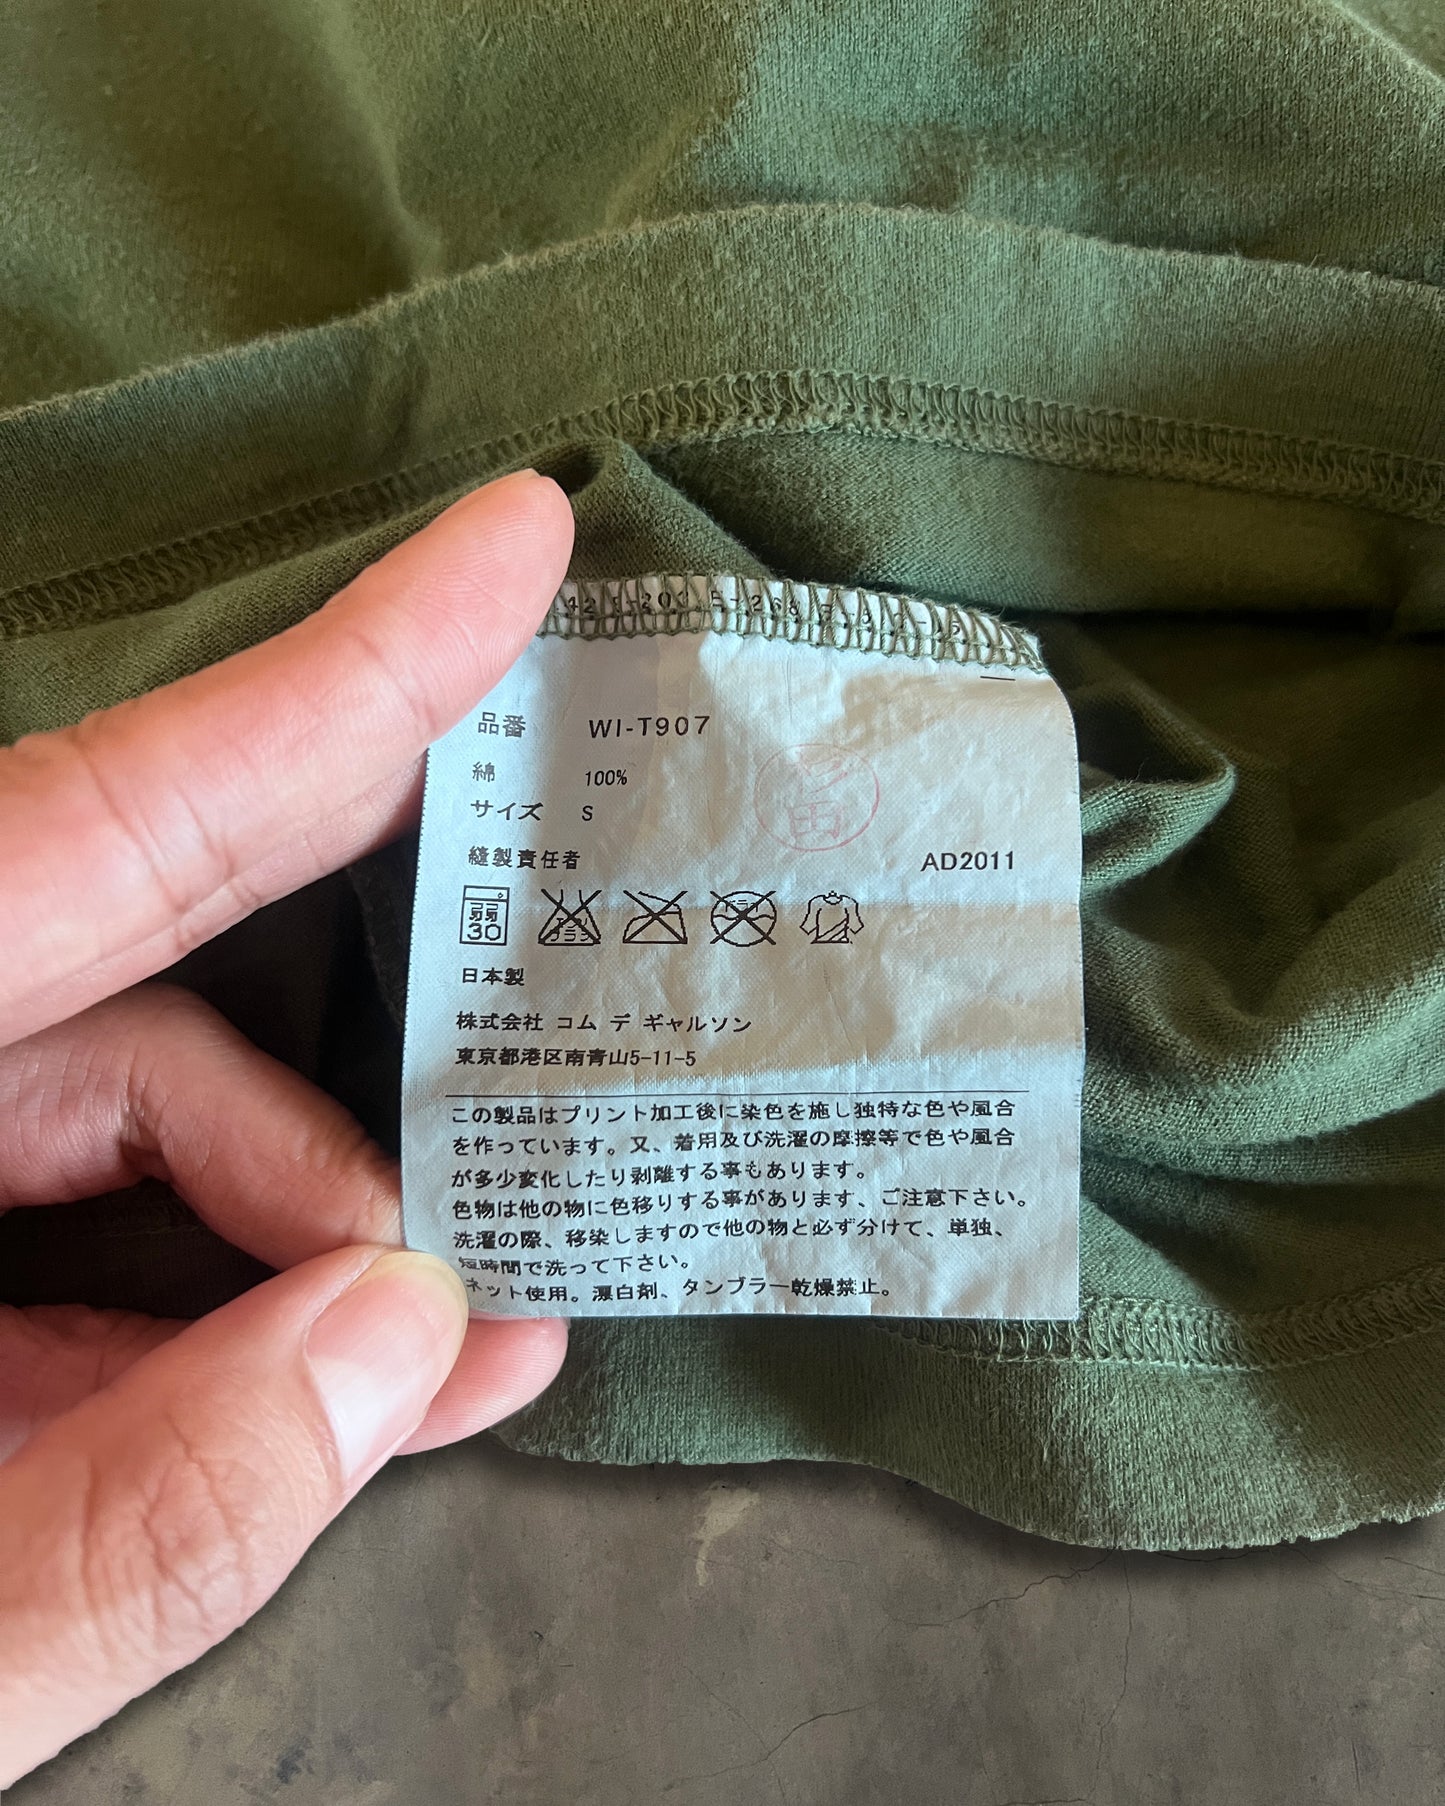 品番 WI-T907
綿 100%
サイズ S
縫製責任者 AD2011
弱
30
エンソ
フラン
ドライ
日本製
株式会社 コム デ ギャルソン
東京都港区南青山5-11-5
この製品はプリント加工後に染色を施し独特な色や風合
を作っています。又、着用及び洗濯の摩擦等で色や風合
が多少変化したり剥離する事もあります。
色物は他の物に色移りする事があります、ご注意下さい。
洗濯の際、移染しますので他の物と必ず分けて、単独、
短時間で洗って下さい。
ネット使用。漂白剤、タンブラー乾燥禁止。